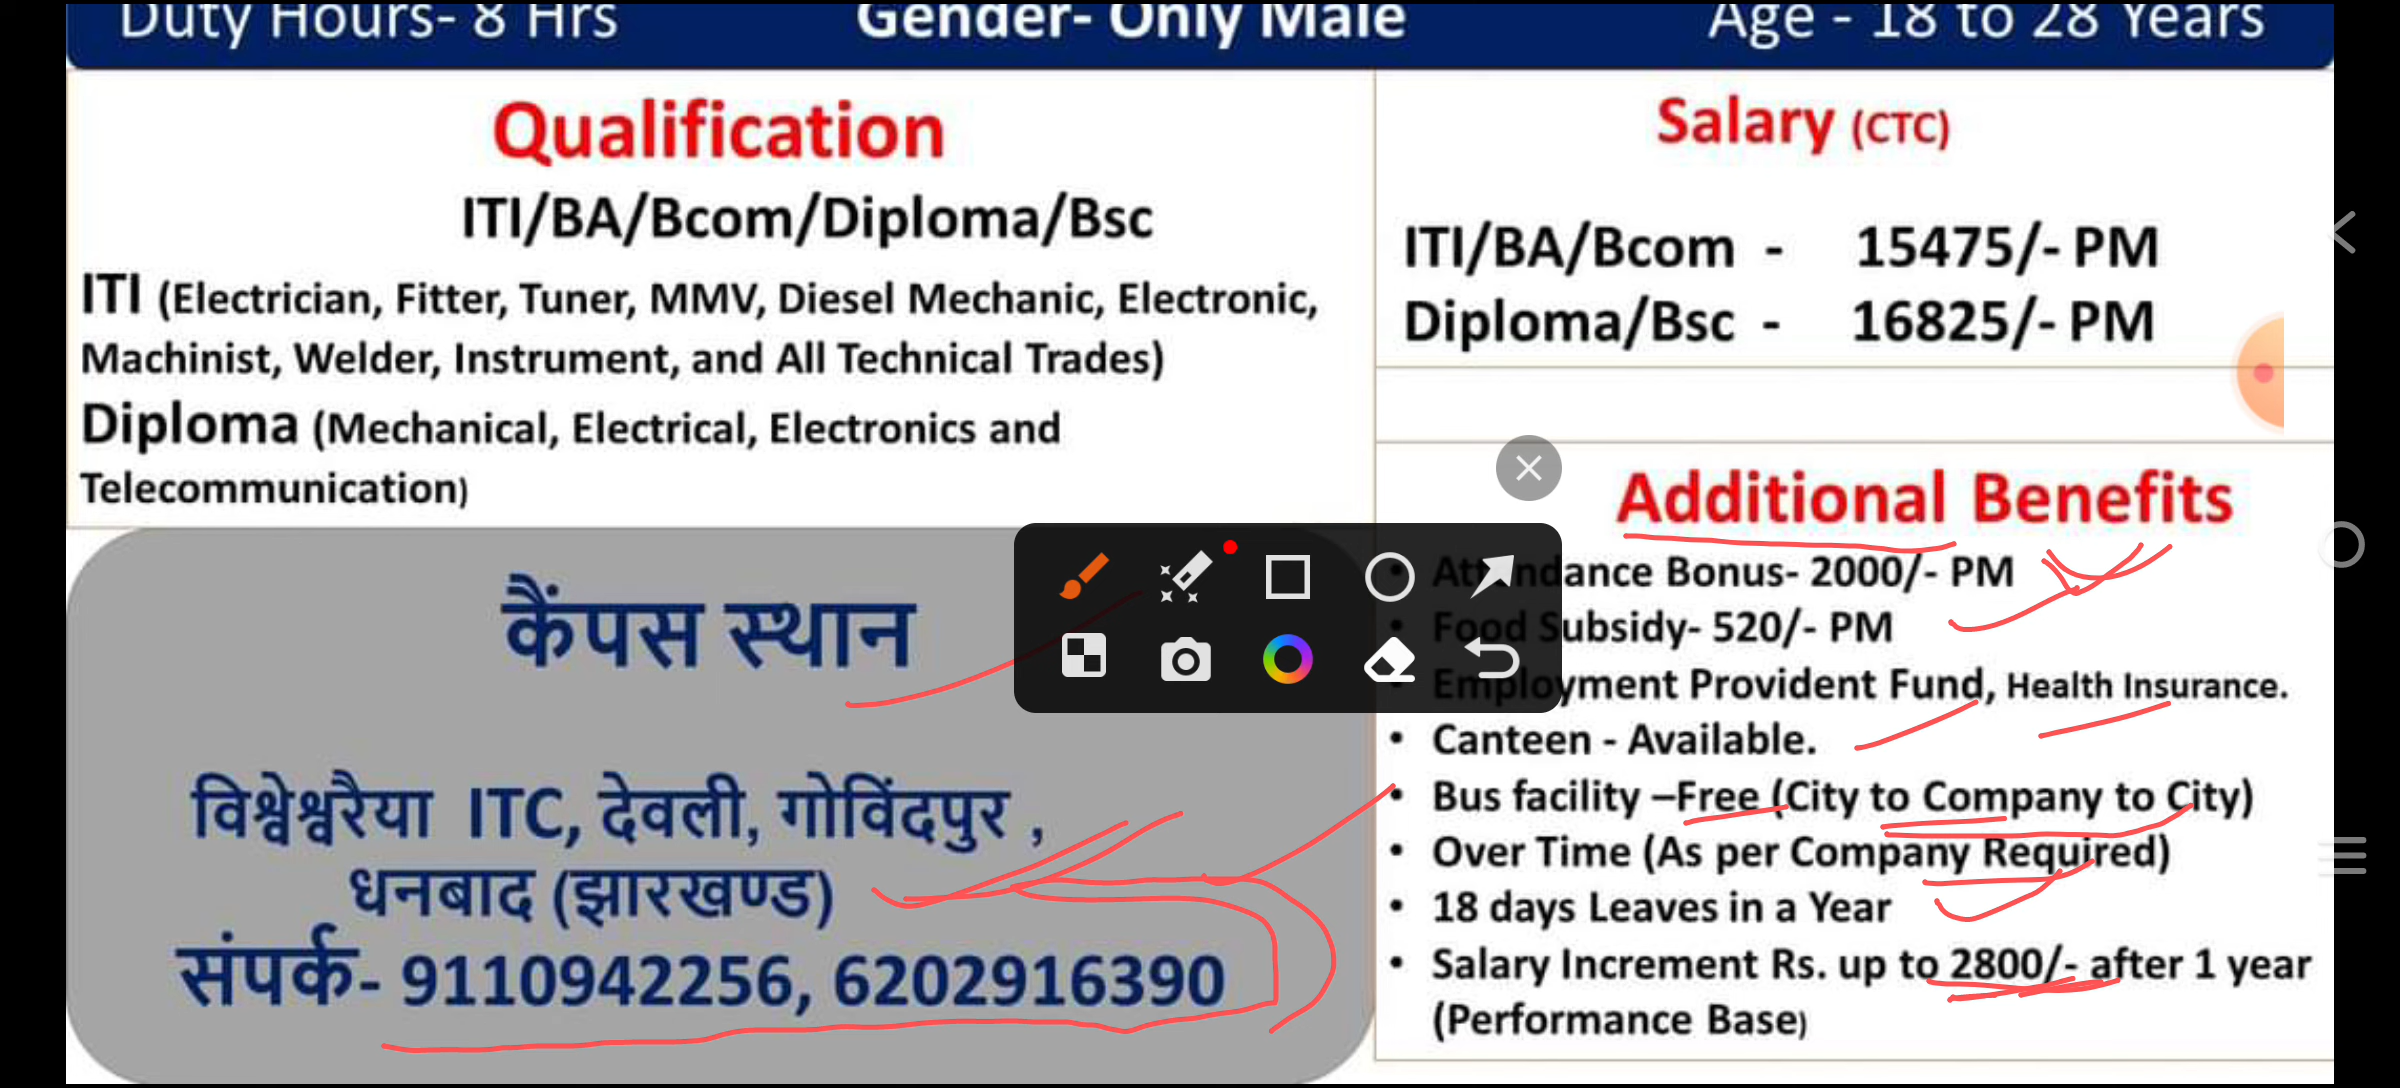 Duty Hours- 8 Hrs
Gender- Only Male
Age - 18 to 28 Years
Qualification
ITI/BA/Bcom/Diploma/Bsc
ITI (Electrician, Fitter, Tuner, MMV, Diesel Mechanic, Electronic,
Machinist, Welder, Instrument, and All Technical Trades)
Diploma (Mechanical, Electrical, Electronics and
Telecommunication)
Salary (CTC)
ITI/BA/Bcom - 15475/- PM
Diploma/Bsc - 16825/- PM
Additional Benefits
• Attendance Bonus- 2000/- PM
• Food Subsidy- 520/- PM
• Employment Provident Fund, Health Insurance.
• Canteen - Available.
• Bus facility –Free (City to Company to City)
• Over Time (As per Company Required)
• 18 days Leaves in a Year
• Salary Increment Rs. up to 2800/- after 1 year
(Performance Base)
कैंपस स्थान
विश्वेश्वरैया ITC, देवली, गोविंदपुर ,
धनबाद (झारखण्ड)
संपर्क- 9110942256, 6202916390